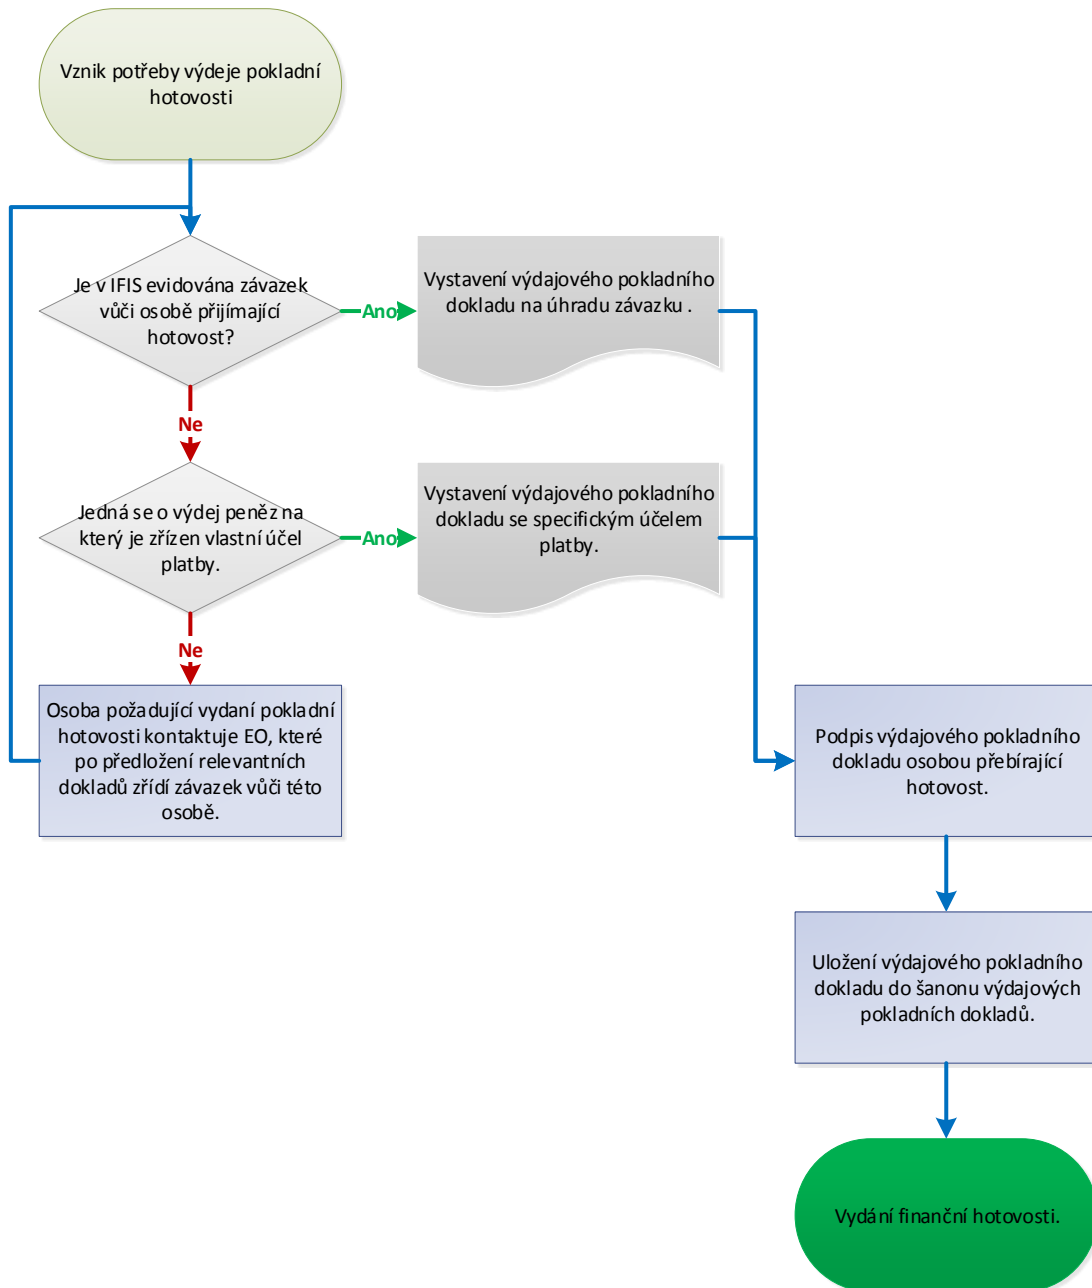 Vznik potřeby výdeje pokladní
hotovosti
Je v IFIS evidována závazek
vůči osobě přijímající
hotovost?
Ano
Vystavení výdajového pokladního
dokladu na úhradu závazku .
Ne
Jedná se o výdej peněz na
který je zřízen vlastní účel
platby.
Ano
Vystavení výdajového pokladního
dokladu se specifickým účelem
platby.
Ne
Osoba požadující vydaní pokladní
hotovosti kontaktuje EO, které
po předložení relevantních
dokladů zřídí závazek vůči této
osobě.
Podpis výdajového pokladního
dokladu osobou přebírající
hotovost.
Uložení výdajového pokladního
dokladu do šanonu výdajových
pokladních dokladů.
Vydání finanční hotovosti.